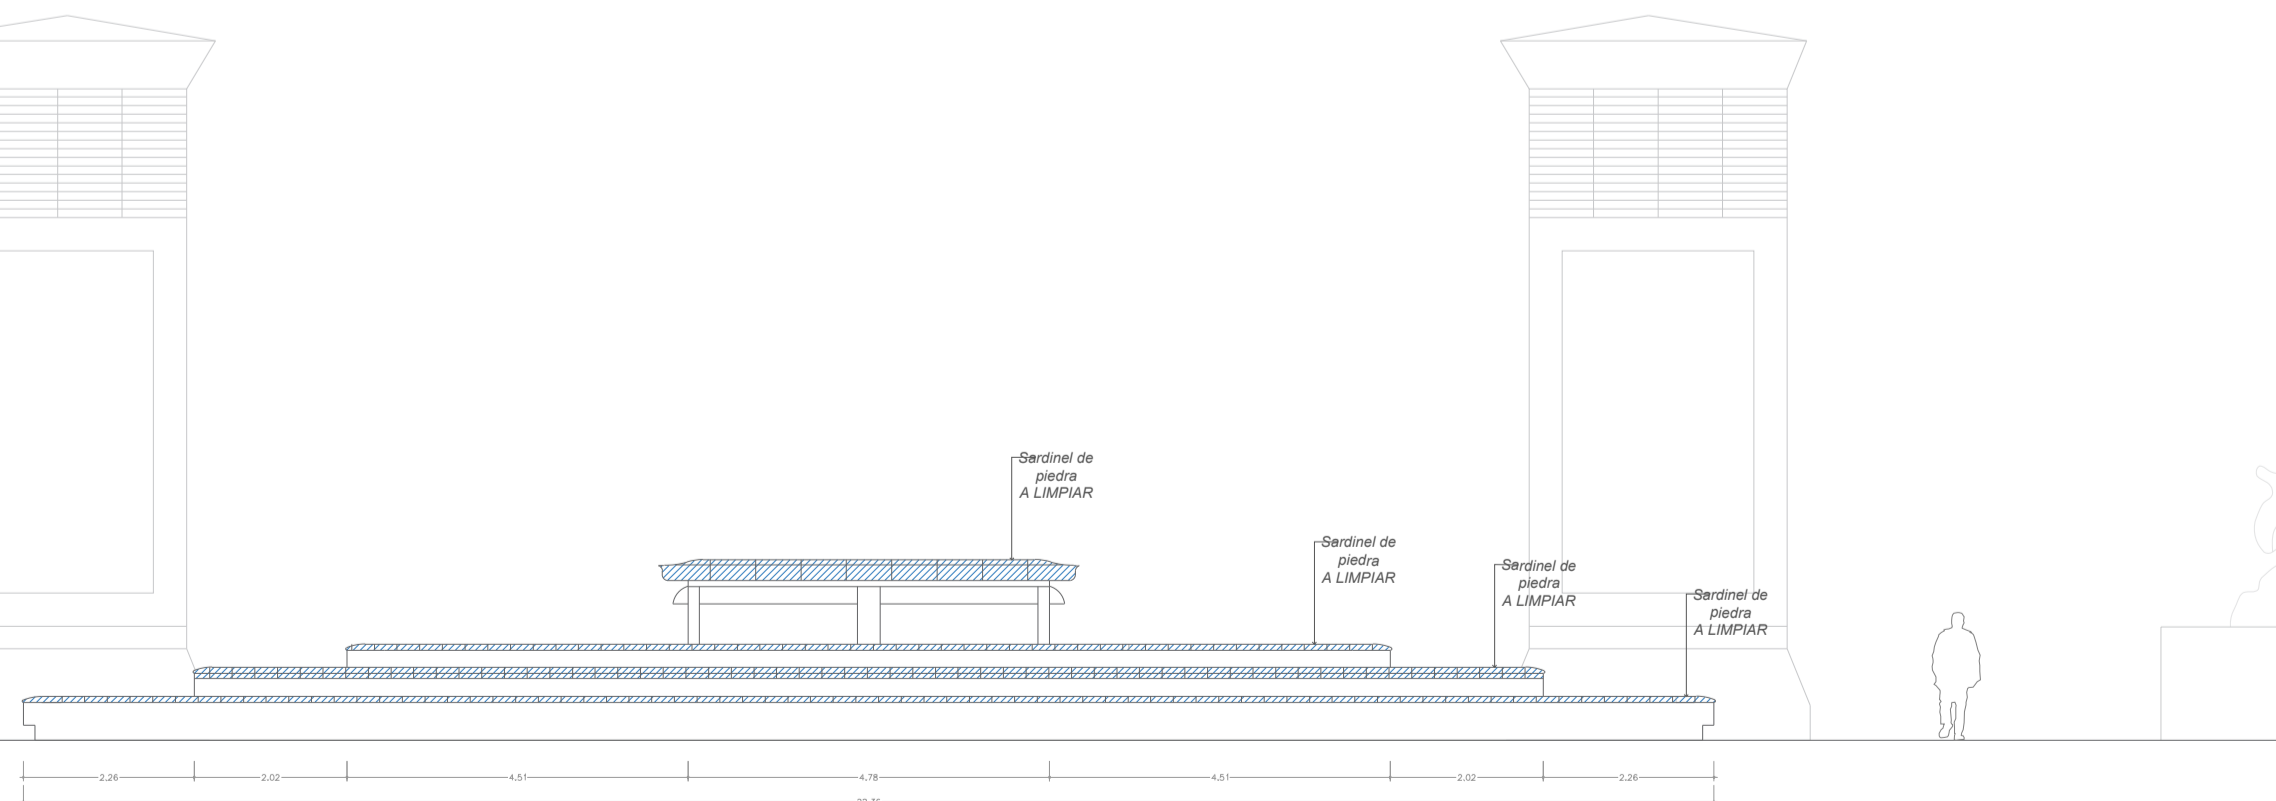 Sardinel de
piedra
A LIMPIAR
Sardinel de
piedra
A LIMPIAR
Sardinel de
piedra
A LIMPIAR
Sardinel de
piedra
A LIMPIAR
2.26
2.02
4.51
4.78
4.51
2.02
2.26